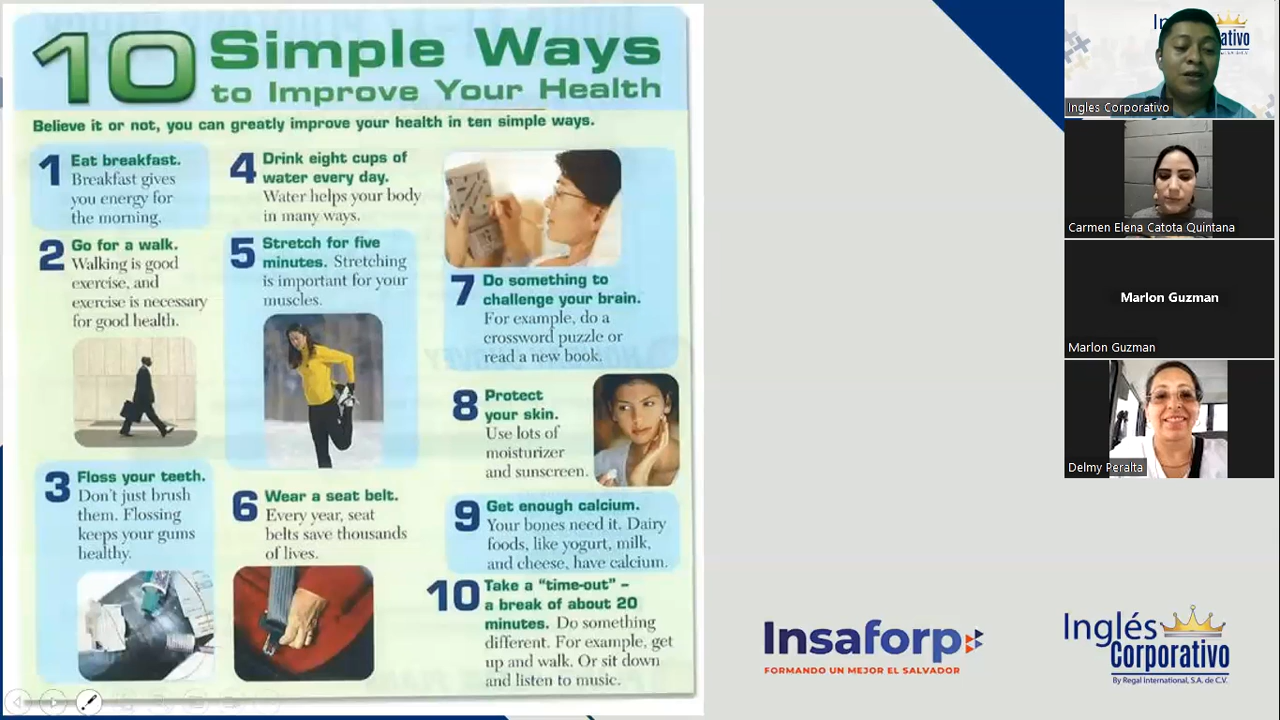 10 Simple Ways
to Improve Your Health
Believe it or not, you can greatly improve your health in ten simple ways.
1 Eat breakfast.
Breakfast gives
you energy for
the morning.
2 Go for a walk.
Walking is good
exercise, and
exercise is necessary
for good health.
3 Floss your teeth.
Don't just brush
them. Flossing
keeps your gums
healthy.
4 Drink eight cups of
water every day.
Water helps your body
in many ways.
5 Stretch for five
minutes. Stretching
is important for your
muscles.
6 Wear a seat belt.
Every year, seat
belts save thousands
of lives.
7 Do something to
challenge your brain.
For example, do a
crossword puzzle or
read a new book.
8 Protect
your skin.
Use lots of
moisturizer
and sunscreen.
9 Get enough calcium.
Your bones need it. Dairy
foods, like yogurt, milk,
and cheese, have calcium.
10 Take a “time-out” –
a break of about 20
minutes. Do something
different. For example, get
up and walk. Or sit down
and listen to music.
Insaforp
FORMANDO UN MEJOR EL SALVADOR
Inglés
Corporativo
By Regal International, S.A. de C.V.
Ingles Corporativo
Carmen Elena Catota Quintana
Marlon Guzman
Marlon Guzman
Delmy Peralta